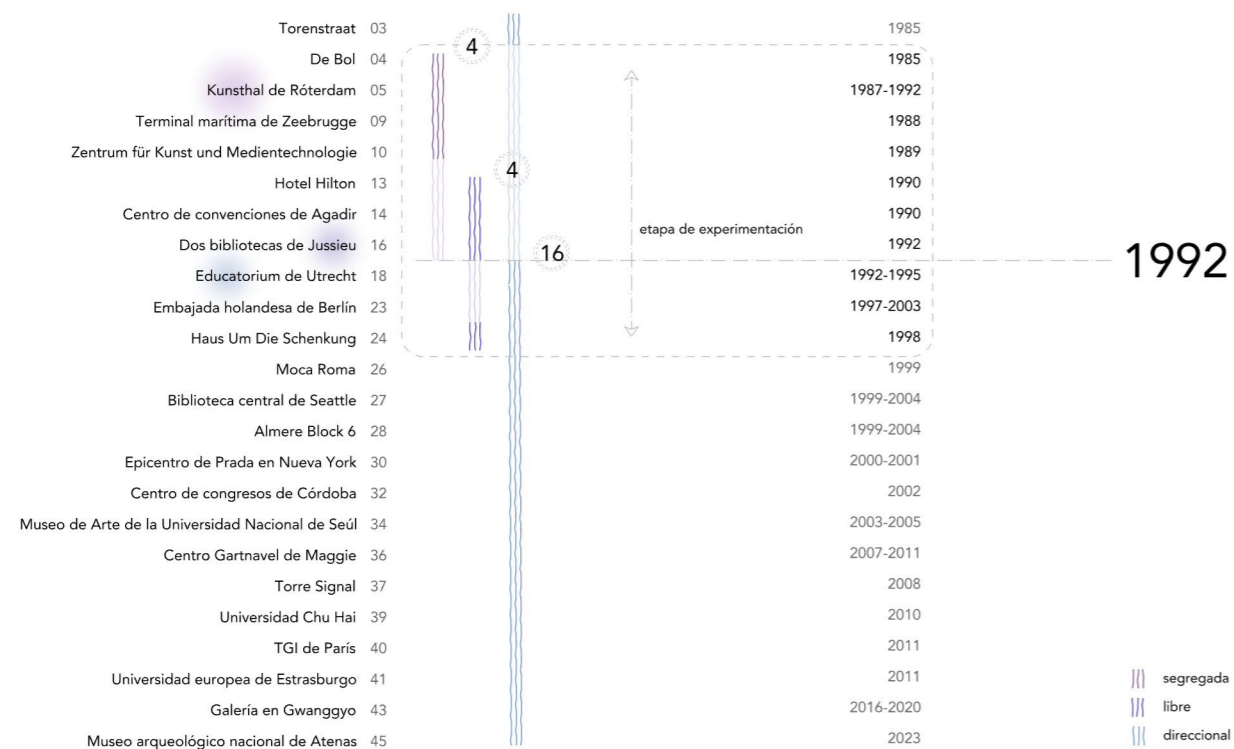 Torenstraat 03 1985
4
De Bol 04 1985
Kunsthal de Róterdam 05 1987-1992
Terminal marítima de Zeebrugge 09 1988
Zentrum für Kunst und Medientechnologie 10 1989
4
Hotel Hilton 13 1990
Centro de convenciones de Agadir 14 1990
etapa de experimentación
Dos bibliotecas de Jussieu 16 1992
16
1992
Educatorium de Utrecht 18 1992-1995
Embajada holandesa de Berlín 23 1997-2003
Haus Um Die Schenkung 24 1998
Moca Roma 26 1999
Biblioteca central de Seattle 27 1999-2004
Almere Block 6 28 1999-2004
Epicentro de Prada en Nueva York 30 2000-2001
Centro de congresos de Córdoba 32 2002
Museo de Arte de la Universidad Nacional de Seúl 34 2003-2005
Centro Gartnavel de Maggie 36 2007-2011
Torre Signal 37 2008
Universidad Chu Hai 39 2010
TGI de París 40 2011
Universidad europea de Estrasburgo 41 2011
Galería en Gwanggyo 43 2016-2020
Museo arqueológico nacional de Atenas 45 2023
segregada
libre
direccional